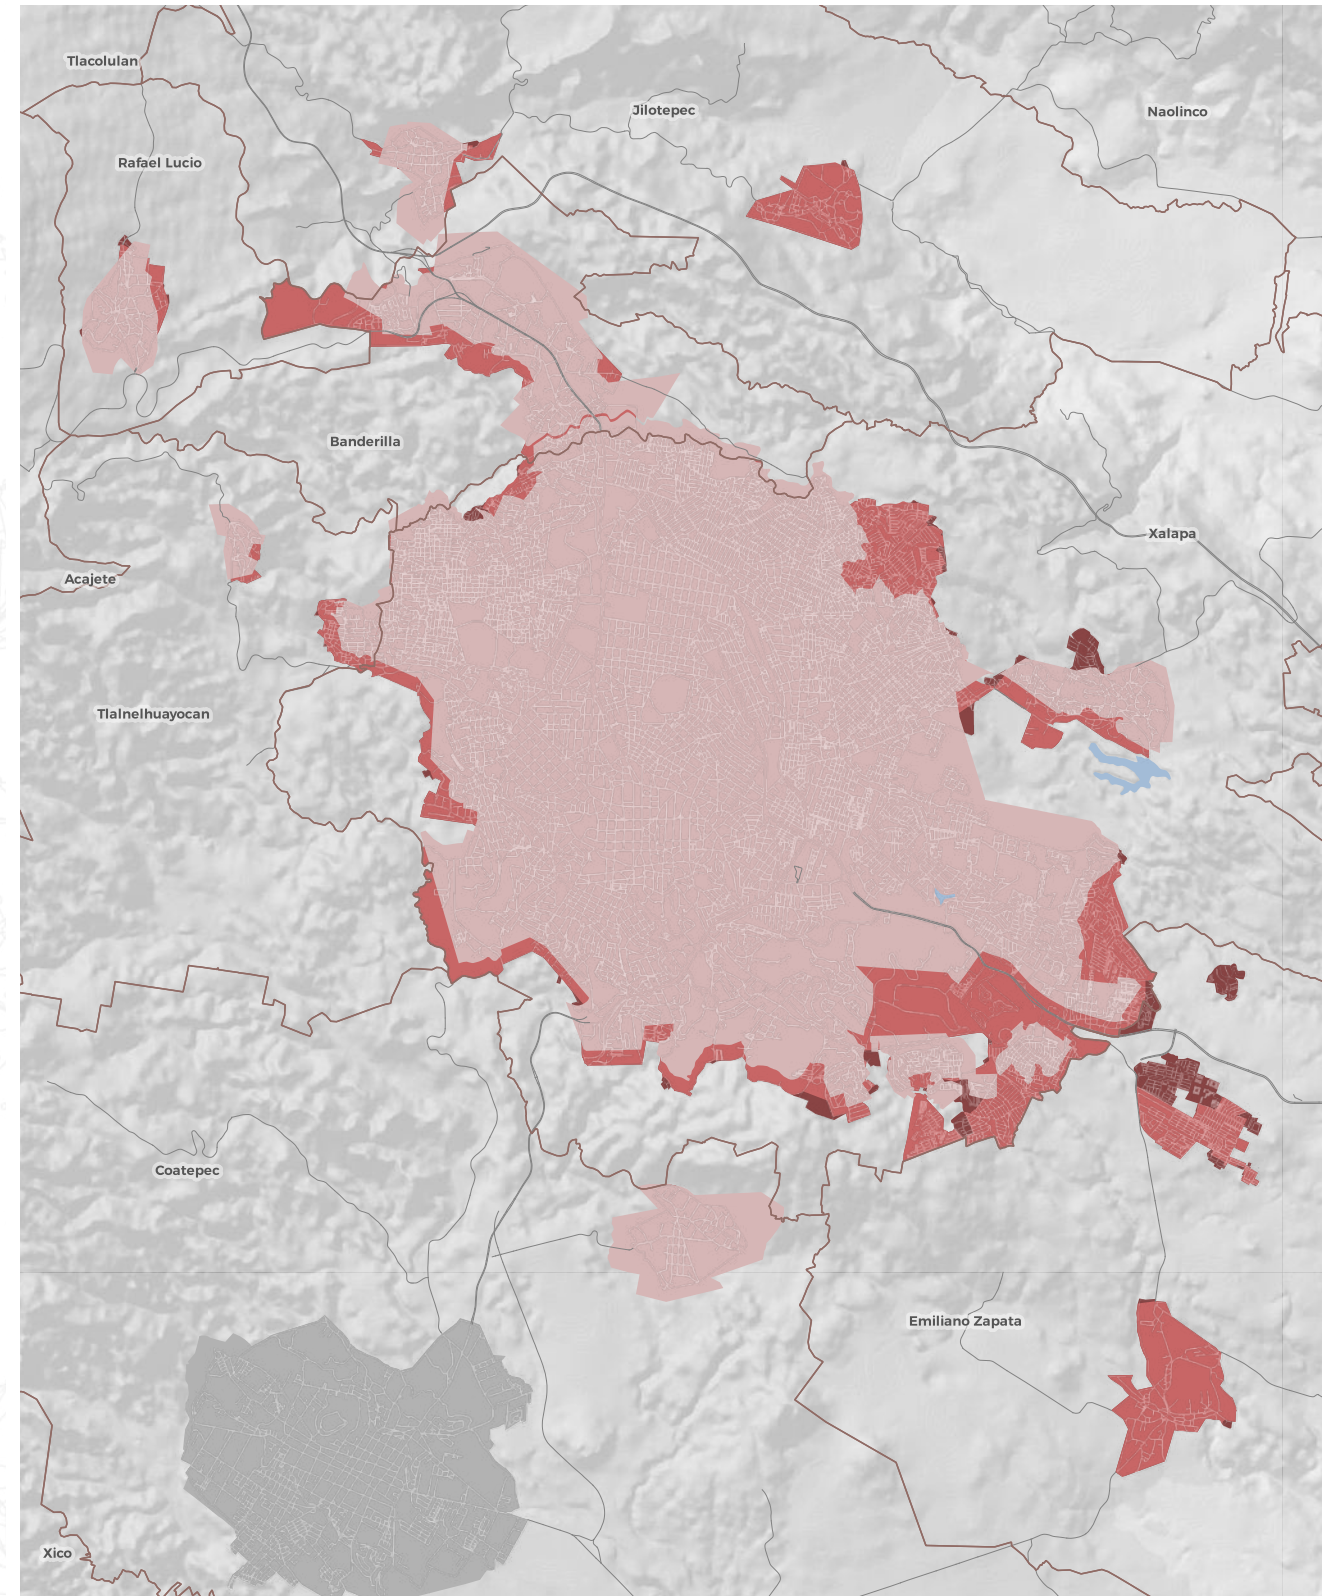 Tlacolulan
Jilotepec
Naolinco
Rafael Lucio
Banderilla
Xalapa
Acajete
Tlalnelhuayocan
Coatepec
Emiliano Zapata
Xico